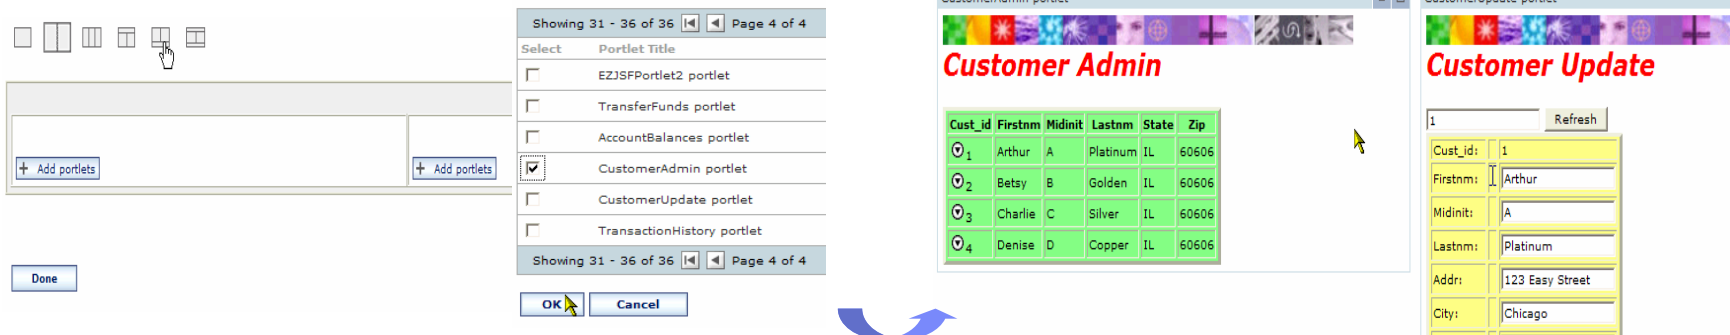 + Add portlets
+ Add portlets
Done
Showing 31 - 36 of 36 Page 4 of 4
Select Portlet Title
EZJSFPortlet2 portlet
TransferFunds portlet
AccountBalances portlet
CustomerAdmin portlet
CustomerUpdate portlet
TransactionHistory portlet
Showing 31 - 36 of 36 Page 4 of 4
OK Cancel
CustomerAdmin portlet
Customer Admin
Cust_id Firstnm Midinit Lastnm State Zip
1 Arthur A Platinum IL 60606
2 Betsy B Golden IL 60606
3 Charlie C Silver IL 60606
4 Denise D Copper IL 60606
CustomerUpdate portlet
Customer Update
1 Refresh
Cust_id: 1
Firstnm: Arthur
Midinit: A
Lastnm: Platinum
Addr: 123 Easy Street
City: Chicago